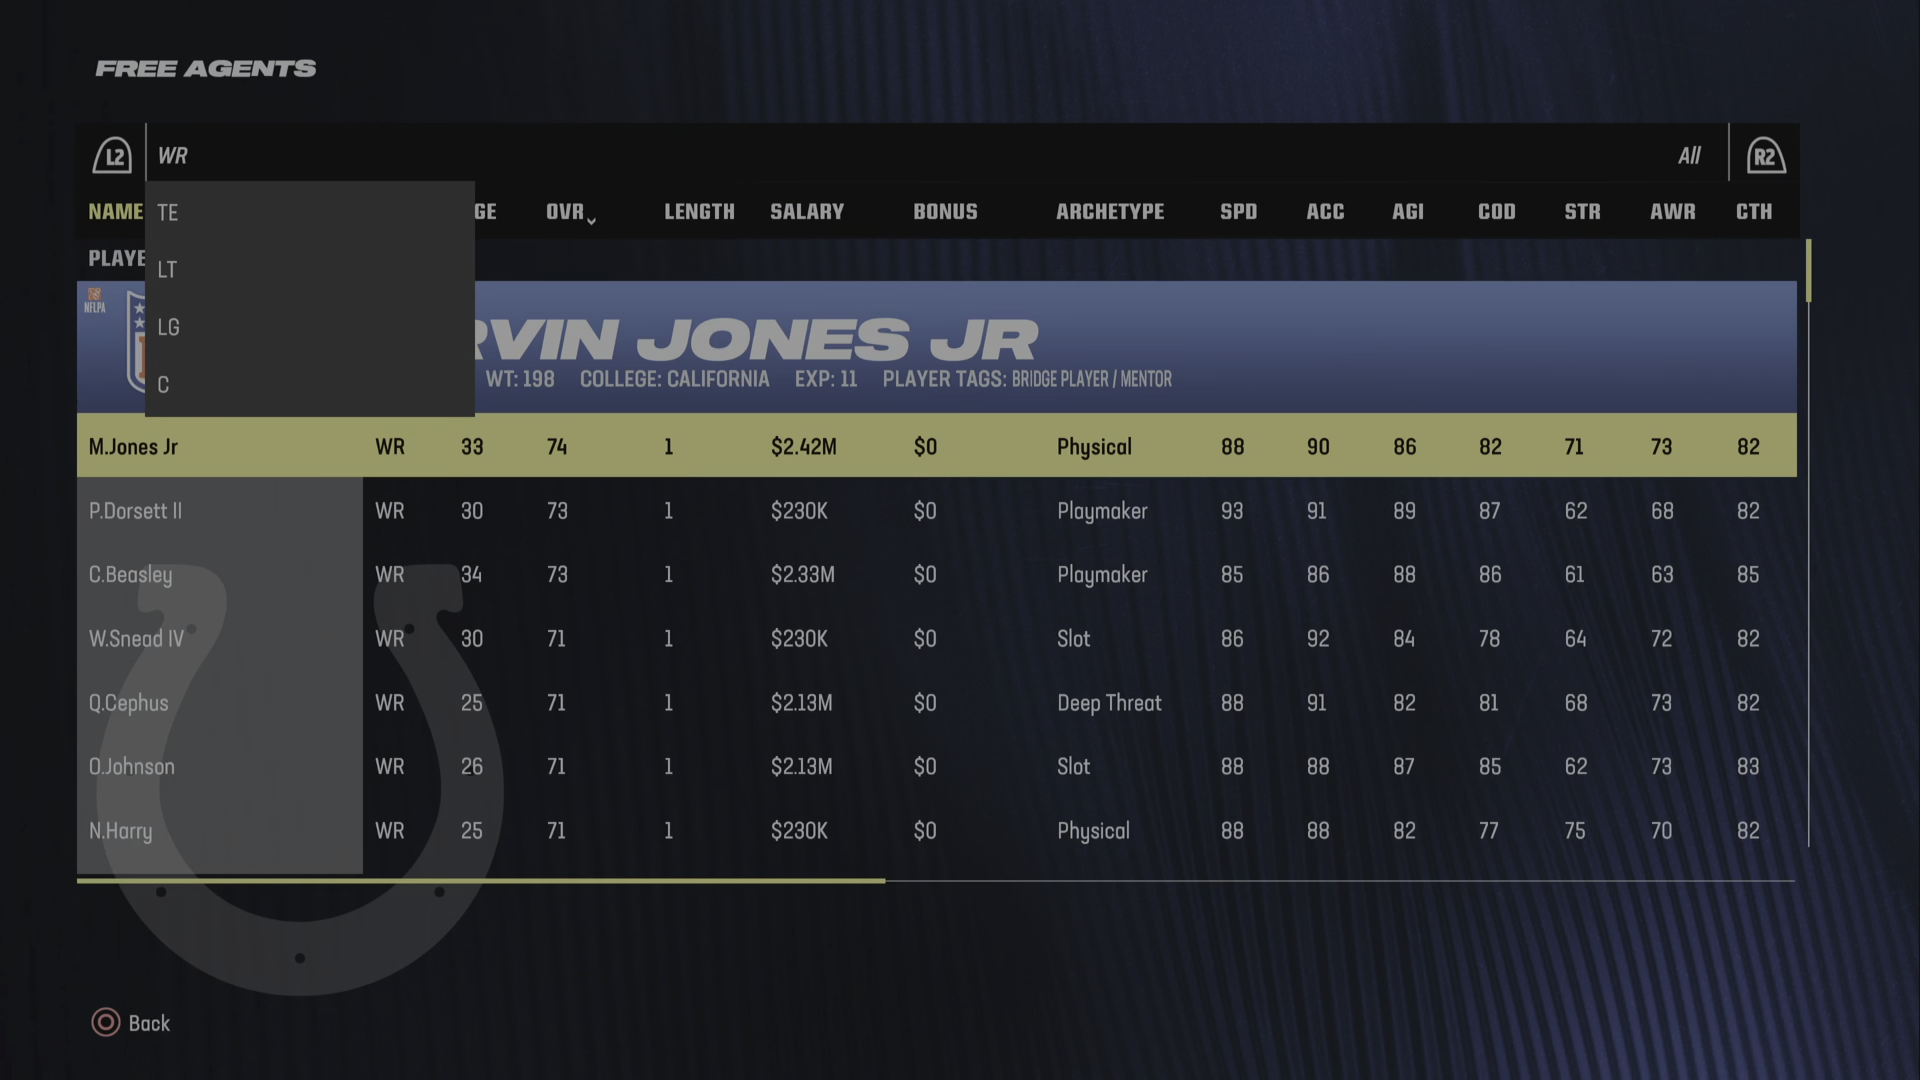 FREE AGENTS
L2 WR All R2
NAME GE OVR LENGTH SALARY BONUS ARCHETYPE SPD ACC AGI COD STR AWR CTH
TE
PLAYE
LT
NFLPA
LG
RVIN JONES JR
C
WT: 198 COLLEGE: CALIFORNIA EXP: 11 PLAYER TAGS: BRIDGE PLAYER / MENTOR
M.Jones Jr WR 33 74 1 $2.42M $0 Physical 88 90 86 82 71 73 82
P.Dorsett II WR 30 73 1 $230K $0 Playmaker 93 91 89 87 62 68 82
C.Beasley WR 34 73 1 $2.33M $0 Playmaker 85 86 88 86 61 63 85
W.Snead IV WR 30 71 1 $230K $0 Slot 86 92 84 78 64 72 82
Q.Cephus WR 25 71 1 $2.13M $0 Deep Threat 88 91 82 81 68 73 82
O.Johnson WR 26 71 1 $2.13M $0 Slot 88 88 87 85 62 73 83
N.Harry WR 25 71 1 $230K $0 Physical 88 88 82 77 75 70 82
Back